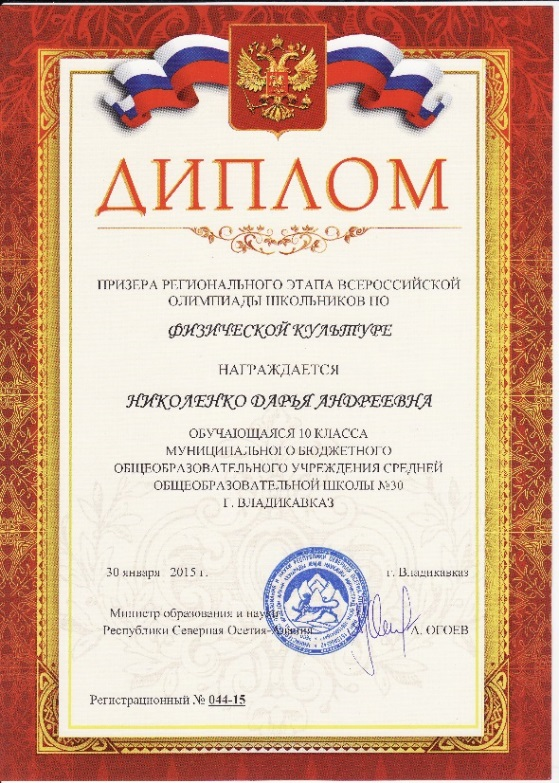 ДИПЛОМ
ПРИЗЕРА РЕГИОНАЛЬНОГО ЭТАПА ВСЕРОССИЙСКОЙ
ОЛИМПИАДЫ ШКОЛЬНИКОВ ПО
ФИЗИЧЕСКОЙ КУЛЬТУРЕ
НАГРАЖДАЕТСЯ
НИКОЛЕНКО ДАРЬЯ АНДРЕЕВНА
ОБУЧАЮЩАЯСЯ 10 КЛАССА
МУНИЦИПАЛЬНОГО БЮДЖЕТНОГО
ОБЩЕОБРАЗОВАТЕЛЬНОГО УЧРЕЖДЕНИЯ СРЕДНЕЙ
ОБЩЕОБРАЗОВАТЕЛЬНОЙ ШКОЛЫ №30
Г. ВЛАДИКАВКАЗ
30 января 2015 г. г. Владикавказ
Министр образования и науки
Республики Северная Осетия-Алания А. ОГОЕВ
Регистрационный № 044-15